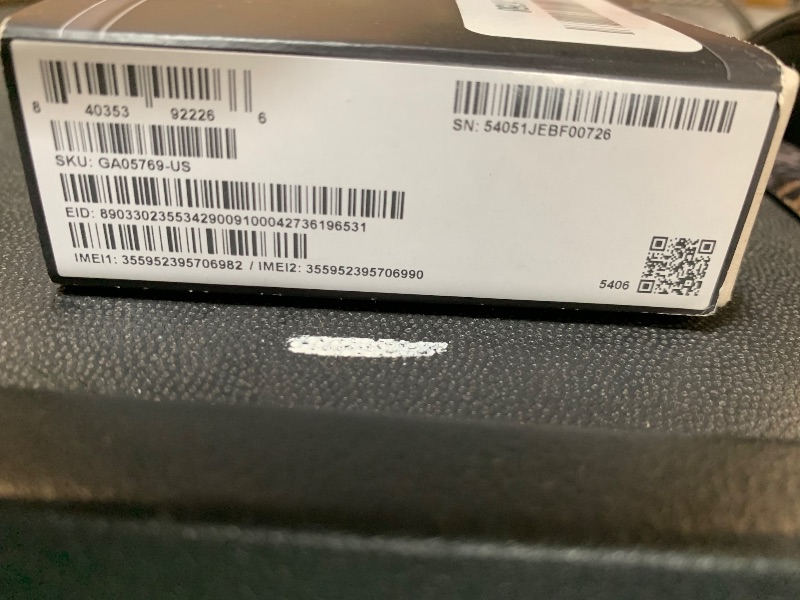 8 40353 92226 6
SN: 54051JEBF00726
SKU: GA05769-US
EID: 89033023553429009100042736196531
IMEI1: 355952395706982 / IMEI2: 355952395706990
5406